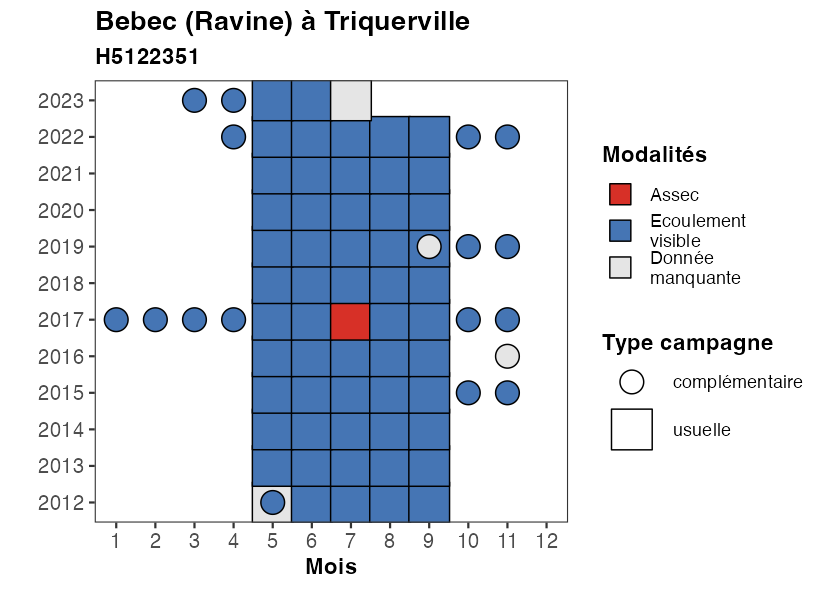 Bebec (Ravine) à Triquerville
H5122351
2023
2022
2021
2020
2019
2018
2017
2016
2015
2014
2013
2012
1 2 3 4 5 6 7 8 9 10 11 12
Mois
Modalités
Assec
Ecoulement
visible
Donnée
manquante
Type campagne
complémentaire
usuelle